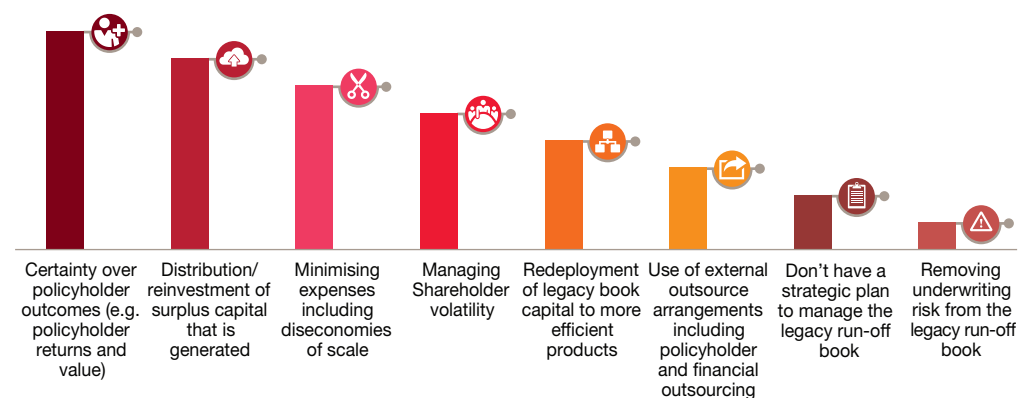 Certainty over
policyholder
outcomes (e.g.
policyholder
returns and
value)
Distribution/
reinvestment of
surplus capital
that is
generated
Minimising
expenses
including
diseconomies
of scale
Managing
Shareholder
volatility
Redeployment
of legacy book
capital to more
efficient
products
Use of external
outsource
arrangements
including
policyholder
and financial
outsourcing
Don’t have a
strategic plan
to manage the
legacy run-off
book
Removing
underwriting
risk from the
legacy run-off
book